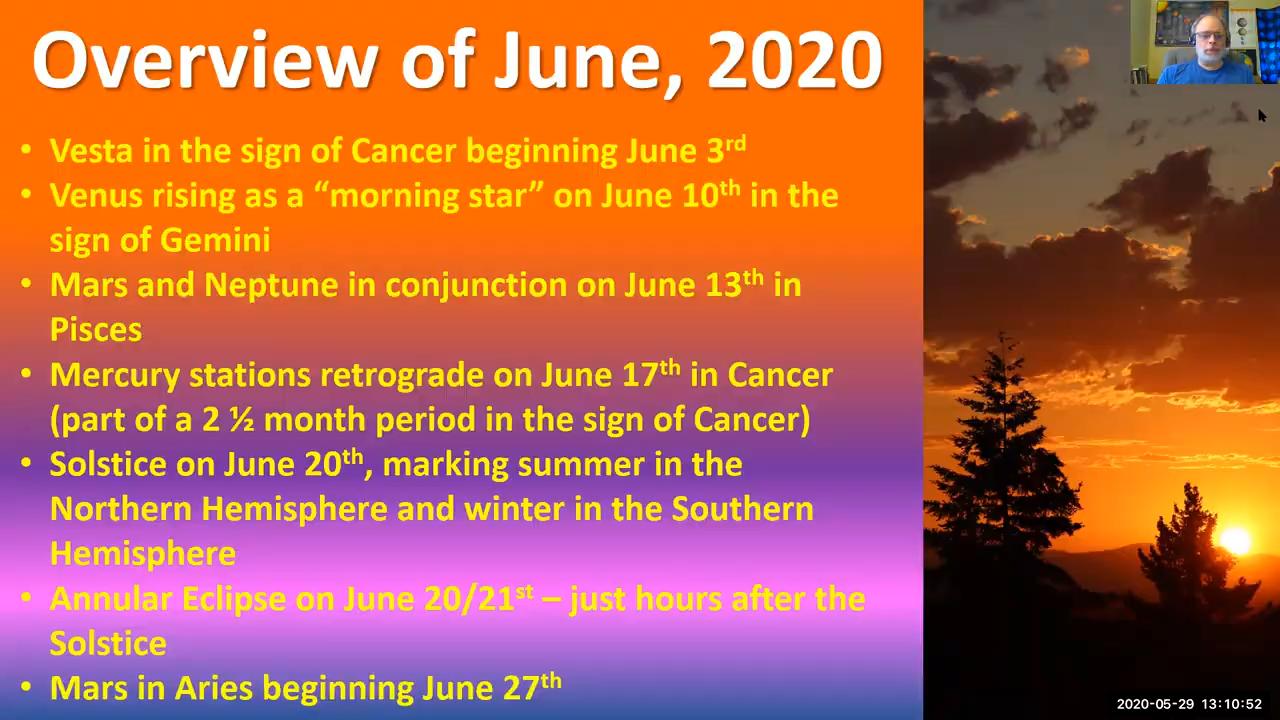 Overview of June, 2020
• Vesta in the sign of Cancer beginning June 3rd
• Venus rising as a “morning star” on June 10th in the
sign of Gemini
• Mars and Neptune in conjunction on June 13th in
Pisces
• Mercury stations retrograde on June 17th in Cancer
(part of a 2 ½ month period in the sign of Cancer)
• Solstice on June 20th, marking summer in the
Northern Hemisphere and winter in the Southern
Hemisphere
• Annular Eclipse on June 20/21st – just hours after the
Solstice
• Mars in Aries beginning June 27th
2020-05-29 13:10:52